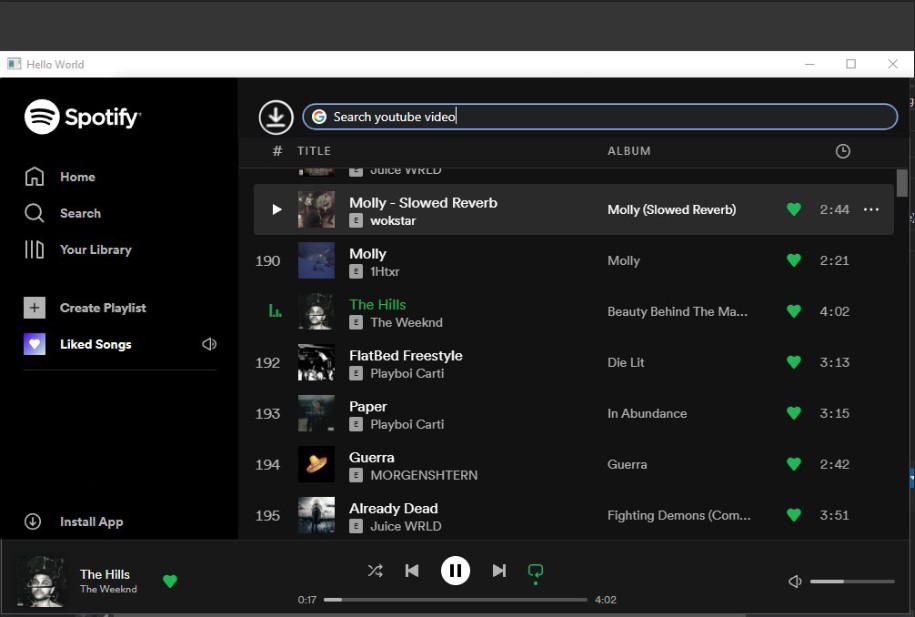 Hello World
Spotify
Search youtube video
# TITLE ALBUM
Home
Search
Your Library
Create Playlist
Liked Songs
Install App
E Juice WRLD
Molly - Slowed Reverb
E wokstar
Molly (Slowed Reverb)
2:44
190
Molly
E 1Htxr
Molly
2:21
The Hills
E The Weeknd
Beauty Behind The Ma...
4:02
192
FlatBed Freestyle
E Playboi Carti
Die Lit
3:13
193
Paper
E Playboi Carti
In Abundance
3:15
194
Guerra
E MORGENSHTERN
Guerra
2:42
195
Already Dead
E Juice WRLD
Fighting Demons (Com...
3:51
The Hills
The Weeknd
0:17
4:02